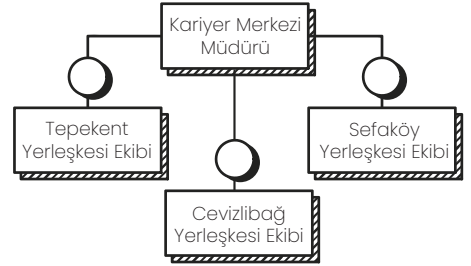 Kariyer Merkezi
Müdürü
Tepekent
Yerleşkesi Ekibi
Sefaköy
Yerleşkesi Ekibi
Cevizlibağ
Yerleşkesi Ekibi